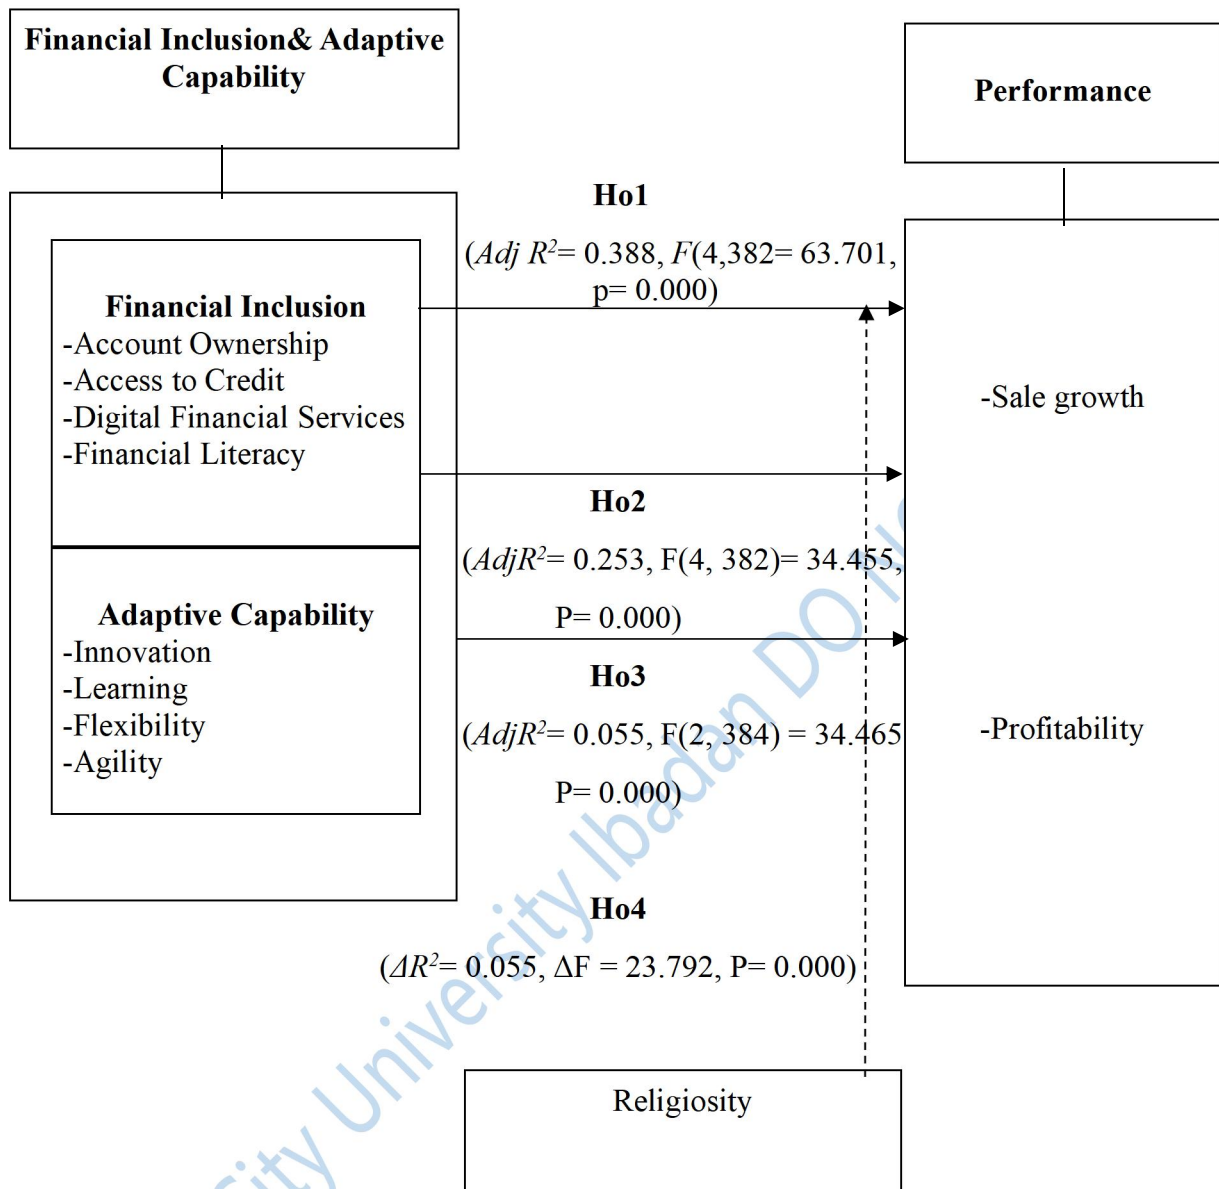 Financial Inclusion& Adaptive
Capability
Performance
Ho1
(Adj R²= 0.388, F(4,382= 63.701,
p= 0.000)
Financial Inclusion
-Account Ownership
-Access to Credit
-Digital Financial Services
-Financial Literacy
-Sale growth
Ho2
(AdjR²= 0.253, F(4, 382)= 34.455,
P= 0.000)
Adaptive Capability
-Innovation
-Learning
-Flexibility
-Agility
Ho3
(AdjR²= 0.055, F(2, 384) = 34.465
P= 0.000)
-Profitability
Ho4
(ΔR²= 0.055, ΔF = 23.792, P= 0.000)
Religiosity
University Ibadan DO